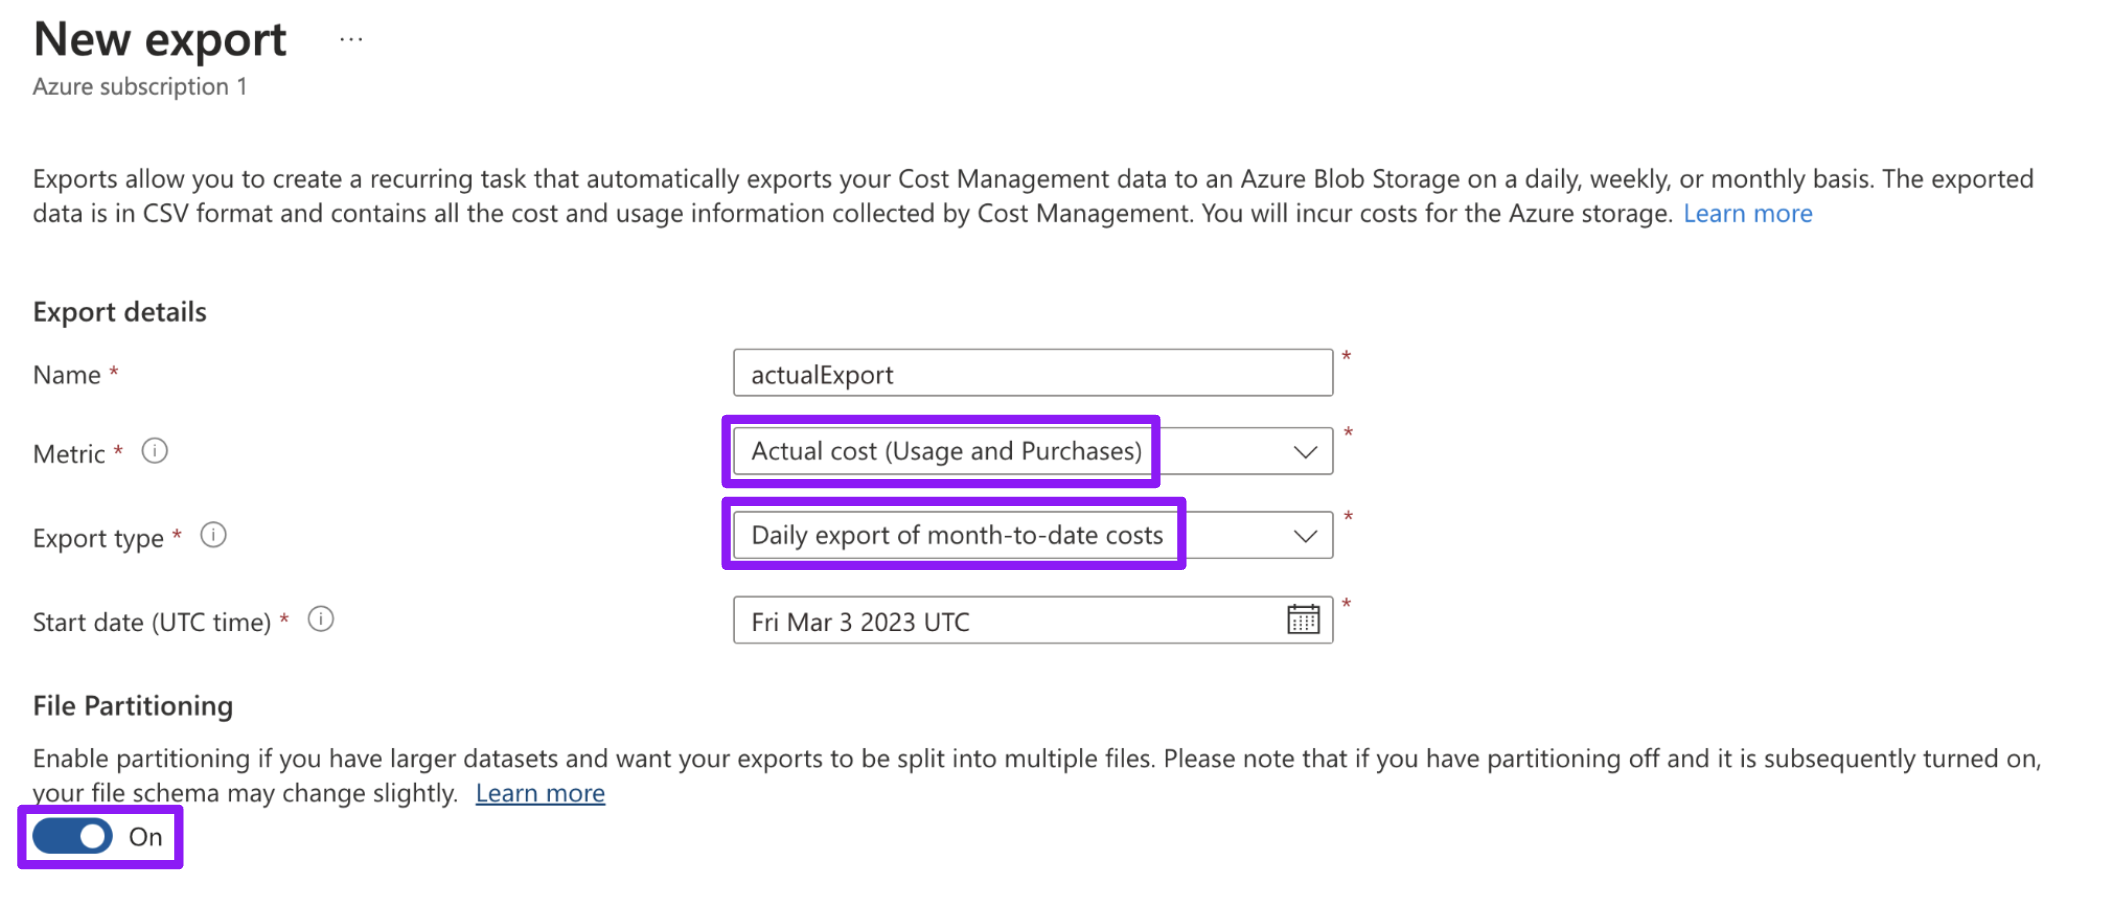 New export ...
Azure subscription 1
Exports allow you to create a recurring task that automatically exports your Cost Management data to an Azure Blob Storage on a daily, weekly, or monthly basis. The exported
data is in CSV format and contains all the cost and usage information collected by Cost Management. You will incur costs for the Azure storage. Learn more
Export details
Name * actualExport *
Metric * Actual cost (Usage and Purchases) *
Export type * Daily export of month-to-date costs *
Start date (UTC time) * Fri Mar 3 2023 UTC *
File Partitioning
Enable partitioning if you have larger datasets and want your exports to be split into multiple files. Please note that if you have partitioning off and it is subsequently turned on,
your file schema may change slightly. Learn more
On